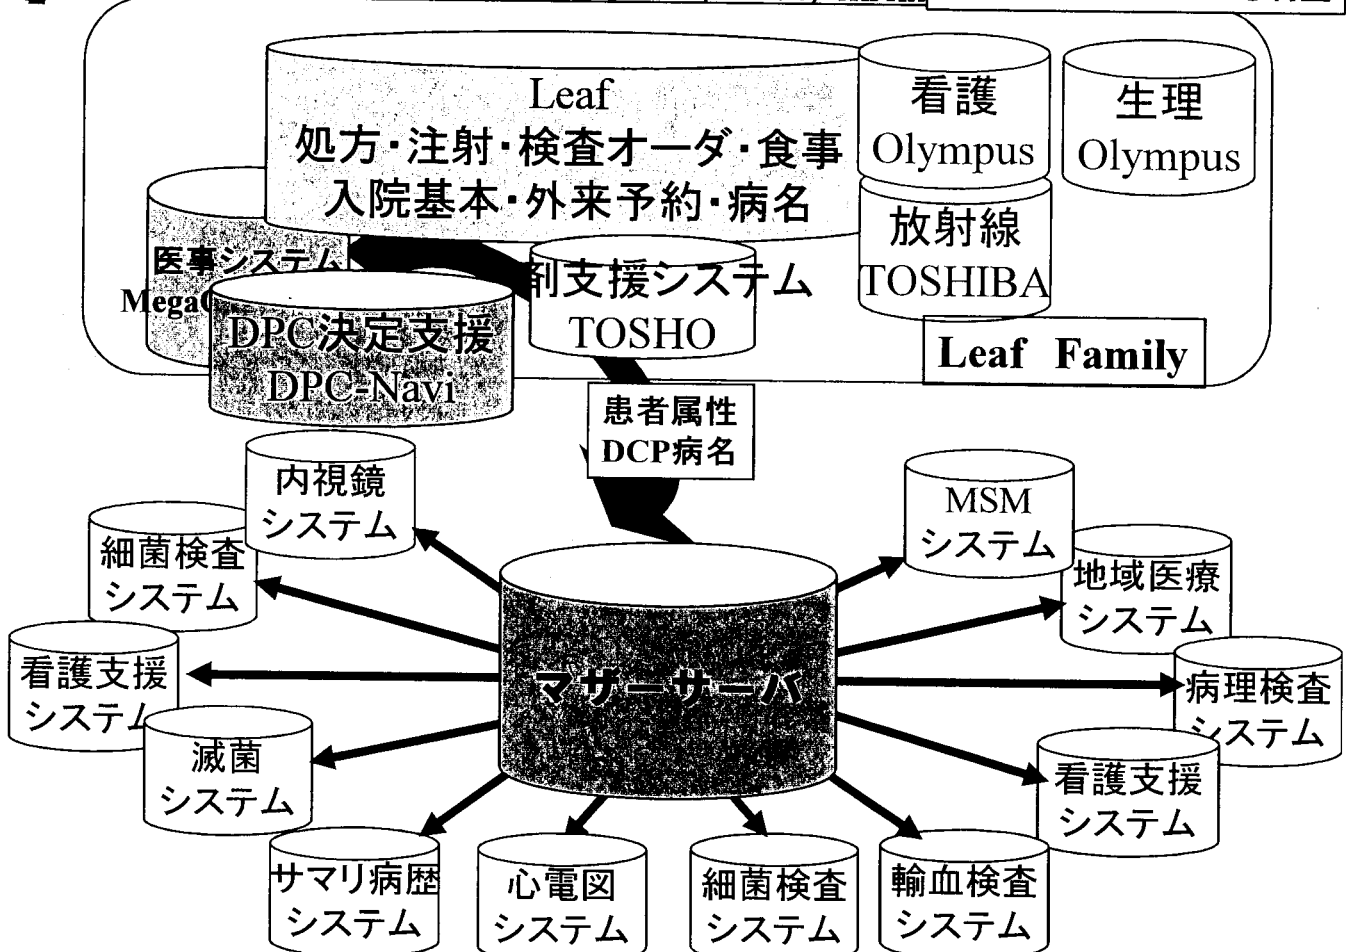 Leaf
処方・注射・検査オーダ・食事
入院基本・外来予約・病名
看護
Olympus
生理
Olympus
放射線
TOSHIBA
医事システム
剤支援システム
TOSHO
DPC決定支援
DPC-Navi
Leaf Family
患者属性
DCP病名
内視鏡
システム
細菌検査
システム
看護支援
システム
滅菌
システム
サマリ病歴
システム
心電図
システム
細菌検査
システム
輸血検査
システム
看護支援
システム
病理検査
システム
地域医療
システム
MSM
システム
マザーサーバ